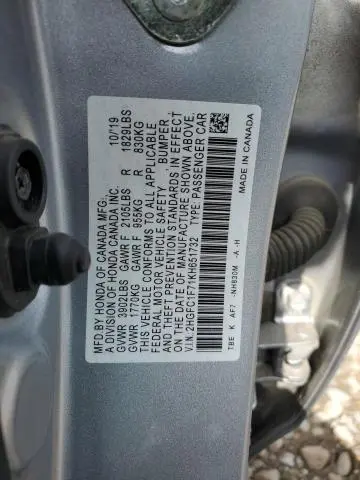 MFD BY HONDA OF CANADA MFG. 10/19
A DIVISION OF HONDA CANADA INC.
GVWR 3902LBS GAWR F 2105LBS R 1829LBS
GVWR 1770KG GAWR F 955KG R 830KG
THIS VEHICLE CONFORMS TO ALL APPLICABLE
FEDERAL MOTOR VEHICLE SAFETY BUMPER,
AND THEFT PREVENTION STANDARDS IN EFFECT
ON THE DATE OF MANUFACTURE SHOWN ABOVE.
V.I.N.:2HGFC1F71KH651732 TYPE:PASSENGER CAR
TBE K AF7 -NH830M -A -H
MADE IN CANADA